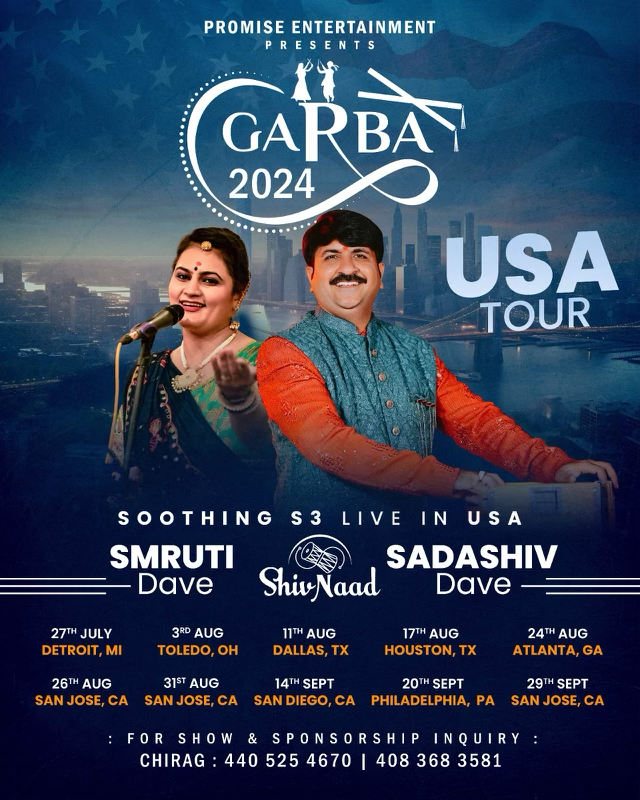 PROMISE ENTERTAINMENT
PRESENTS
GARBA
2024
USA
TOUR
SOOTHING S3 LIVE IN USA
SMRUTI
Dave
ShivNaad
SADASHIV
Dave
27TH JULY
DETROIT, MI
3RD AUG
TOLEDO, OH
11TH AUG
DALLAS, TX
17TH AUG
HOUSTON, TX
24TH AUG
ATLANTA, GA
26TH AUG
SAN JOSE, CA
31ST AUG
SAN JOSE, CA
14TH SEPT
SAN DIEGO, CA
20TH SEPT
PHILADELPHIA, PA
29TH SEPT
SAN JOSE, CA
: FOR SHOW & SPONSORSHIP INQUIRY :
CHIRAG : 440 525 4670 | 408 368 3581